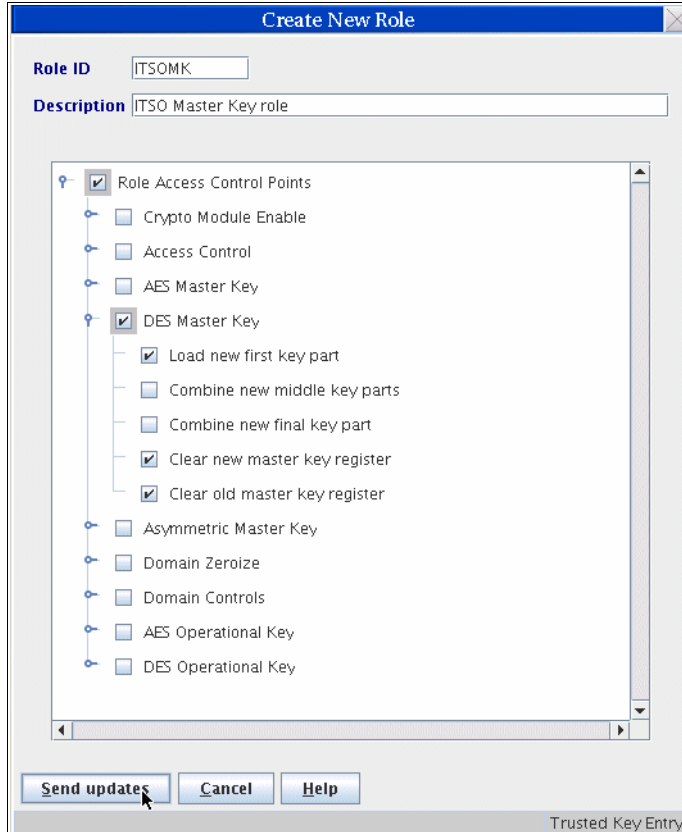 Create New Role
Role ID ITSOMK
Description ITSO Master Key role
Role Access Control Points
Crypto Module Enable
Access Control
AES Master Key
DES Master Key
Load new first key part
Combine new middle key parts
Combine new final key part
Clear new master key register
Clear old master key register
Asymmetric Master Key
Domain Zeroize
Domain Controls
AES Operational Key
DES Operational Key
Send updates Cancel Help
Trusted Key Entry